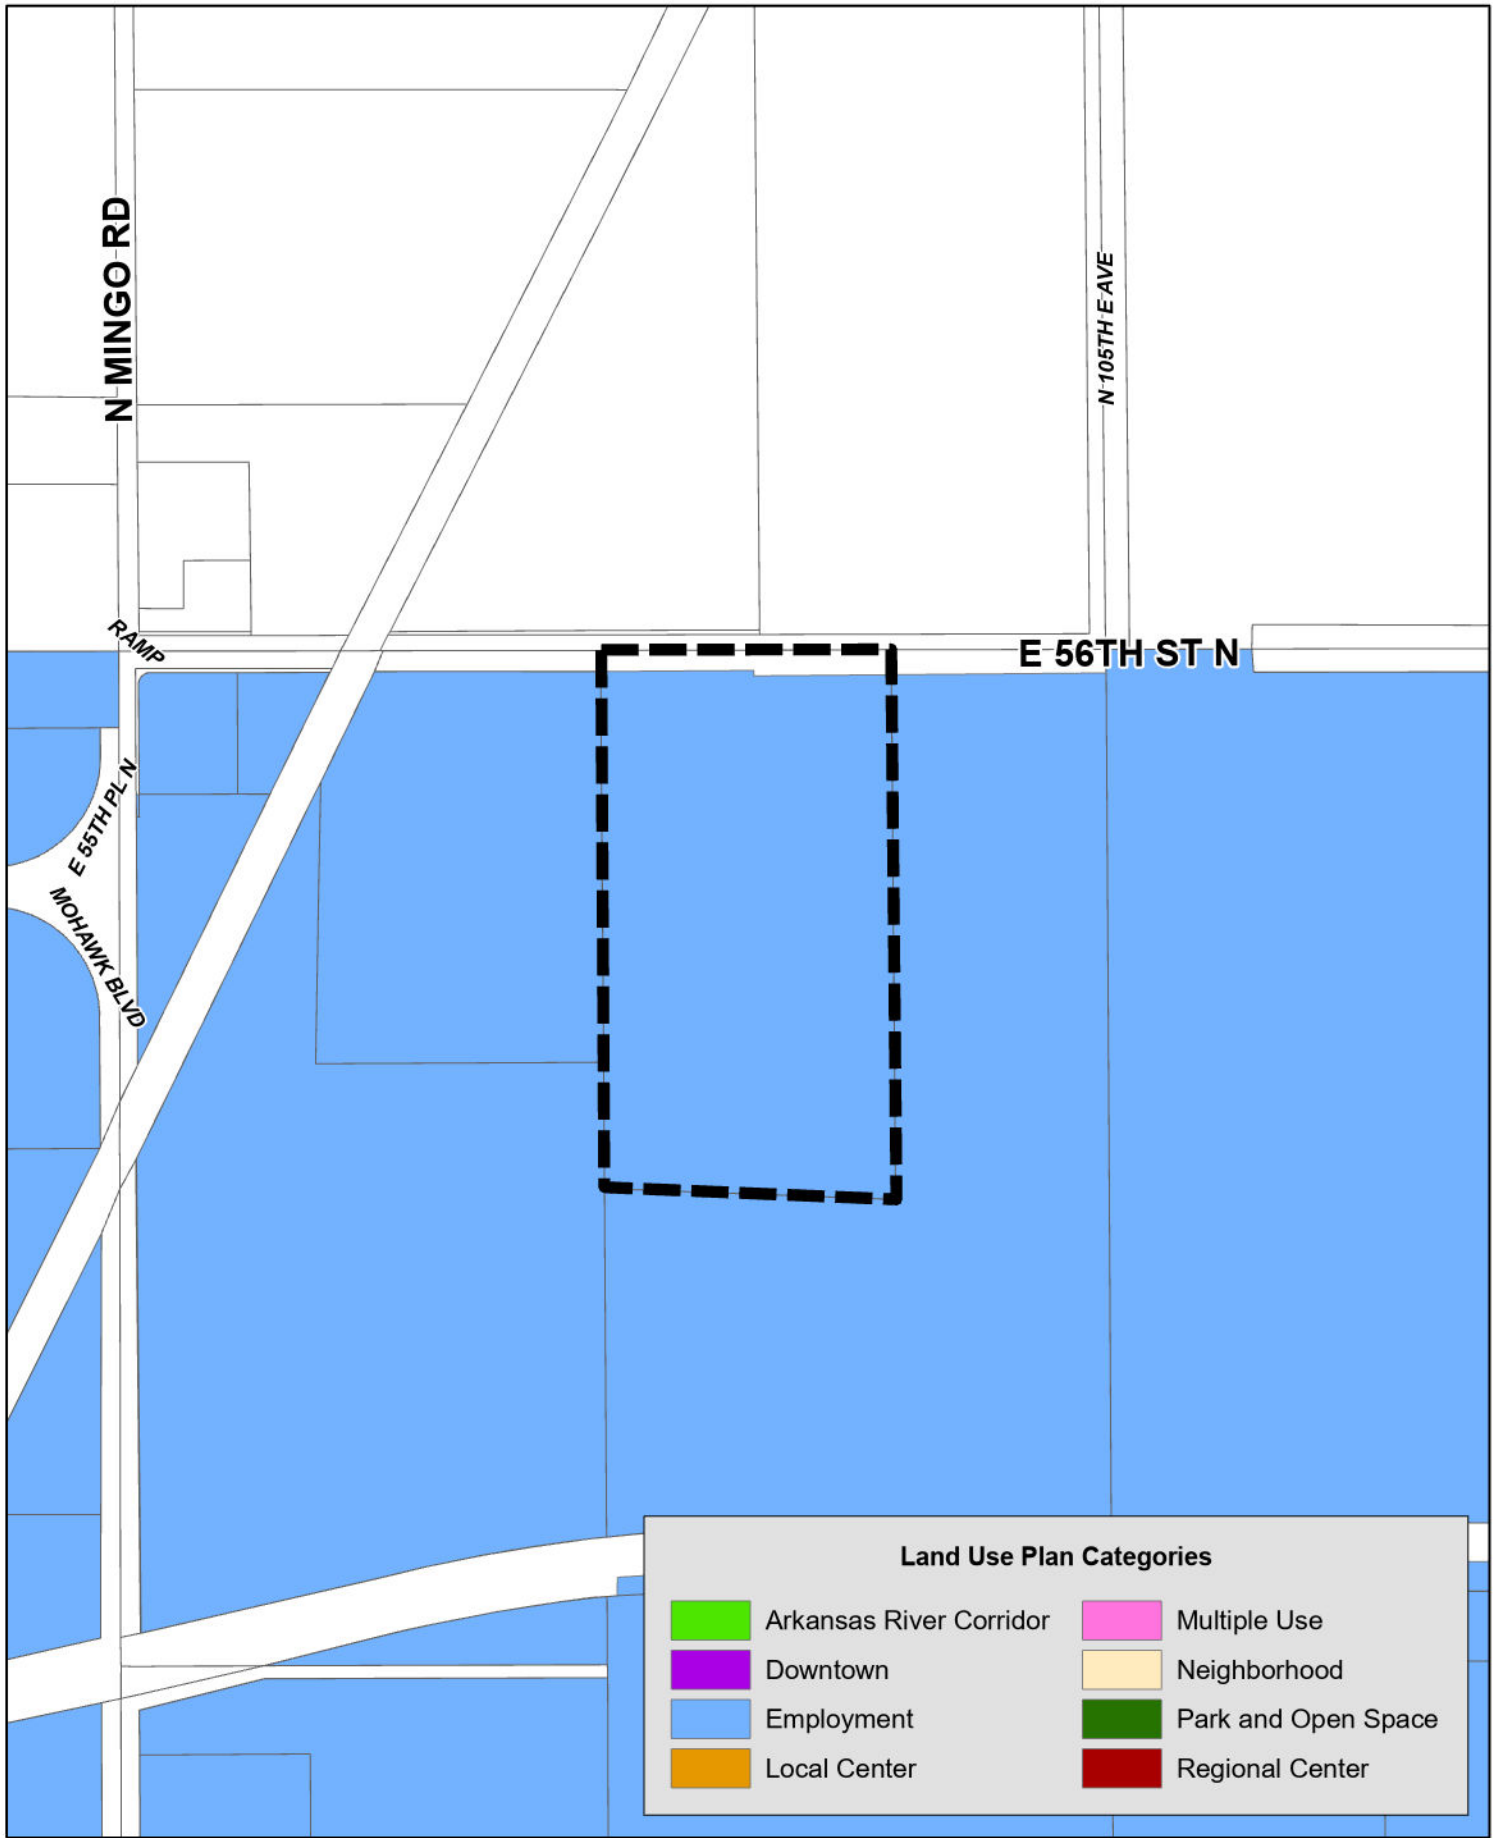 N MINGO RD
N 105TH E AVE
RAMP
E 56TH ST N
E 55TH PL N
MOHAWK BLVD
Land Use Plan Categories
Arkansas River Corridor
Multiple Use
Downtown
Neighborhood
Employment
Park and Open Space
Local Center
Regional Center